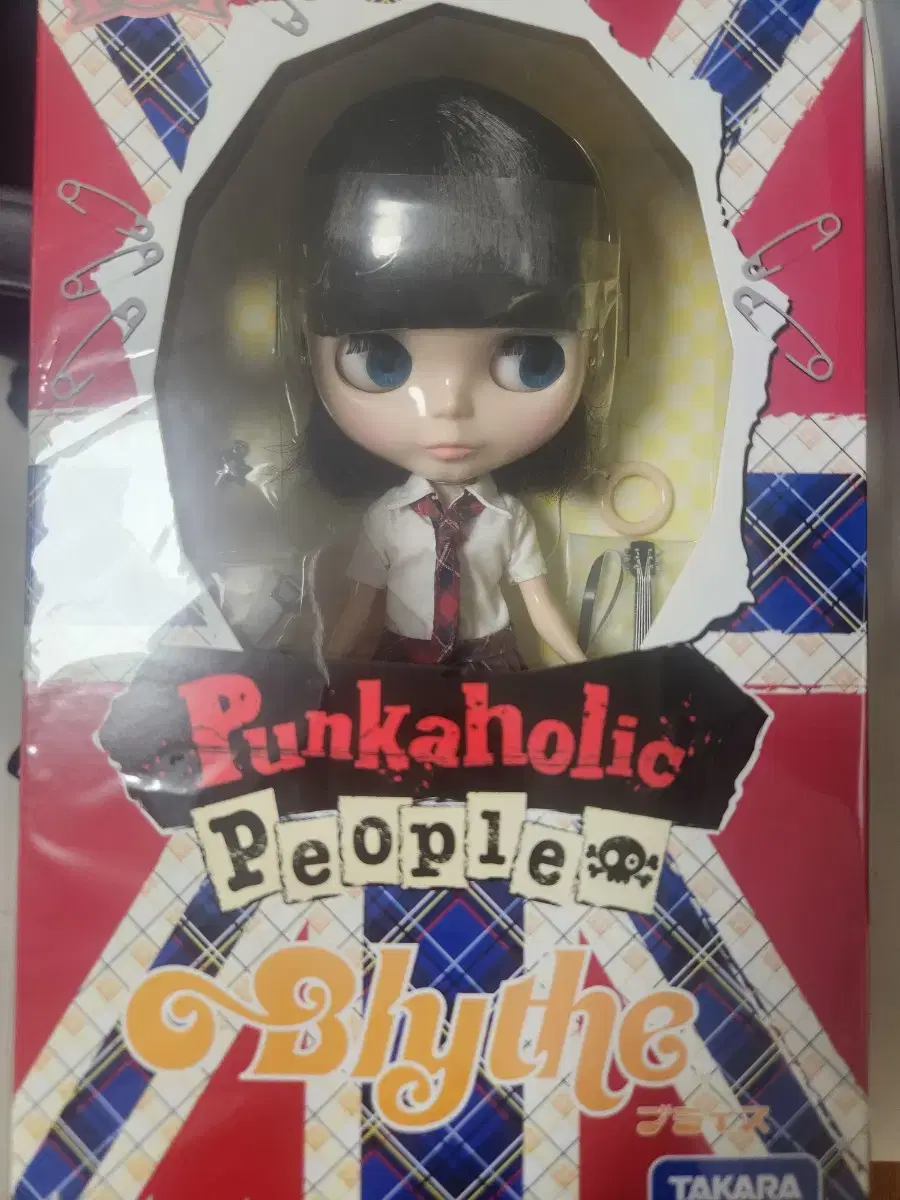 Punkaholic
People
Blythe
ブライス
TAKARA